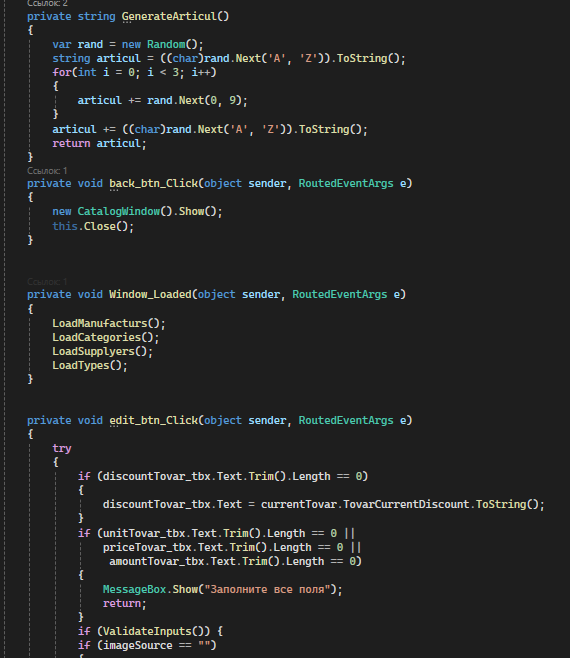 Ссылок: 2
private string GenerateArticul()
{
var rand = new Random();
string articul = ((char)rand.Next('A', 'Z')).ToString();
for(int i = 0; i < 3; i++)
{
articul += rand.Next(0, 9);
}
articul += ((char)rand.Next('A', 'Z')).ToString();
return articul;
}
Ссылок: 1
private void back_btn_Click(object sender, RoutedEventArgs e)
{
new CatalogWindow().Show();
this.Close();
}
Ссылок: 1
private void Window_Loaded(object sender, RoutedEventArgs e)
{
LoadManufacturs();
LoadCategories();
LoadSupplyers();
LoadTypes();
}
private void edit_btn_Click(object sender, RoutedEventArgs e)
{
try
{
if (discountTovar_tbx.Text.Trim().Length == 0)
{
discountTovar_tbx.Text = currentTovar.TovarCurrentDiscount.ToString();
}
if (unitTovar_tbx.Text.Trim().Length == 0 ||
priceTovar_tbx.Text.Trim().Length == 0 ||
amountTovar_tbx.Text.Trim().Length == 0)
{
MessageBox.Show("Заполните все поля");
return;
}
if (ValidateInputs()) {
if (imageSource == "")
{